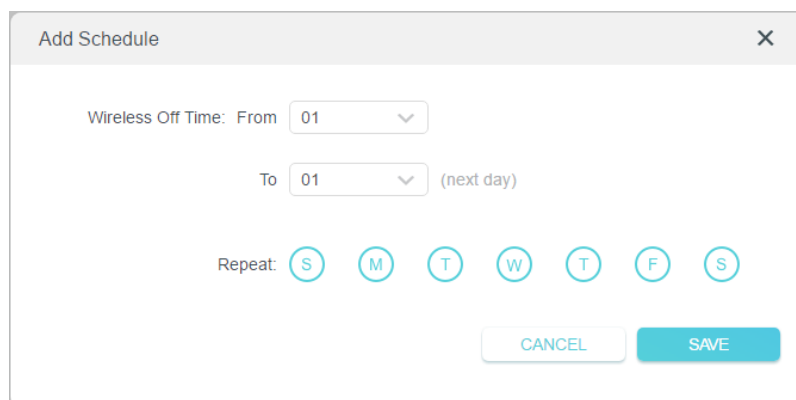 Add Schedule
Wireless Off Time: From 01
To 01 (next day)
Repeat: S M T W T F S
CANCEL SAVE